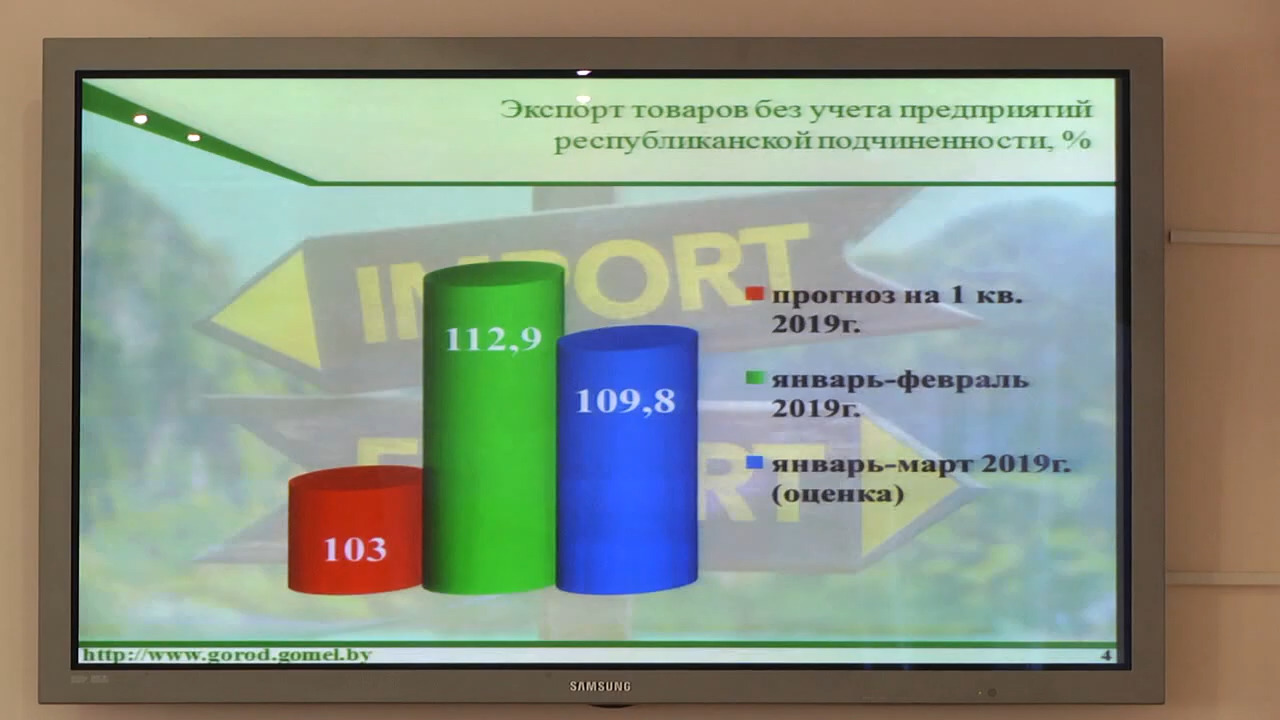 Экспорт товаров без учета предприятий
республиканской подчиненности, %
IMPORT
112,9
109,8
103
прогноз на 1 кв.
2019г.
январь-февраль
2019г.
январь-март 2019г.
(оценка)
http://www.gorod.gomel.by
4
SAMSUNG